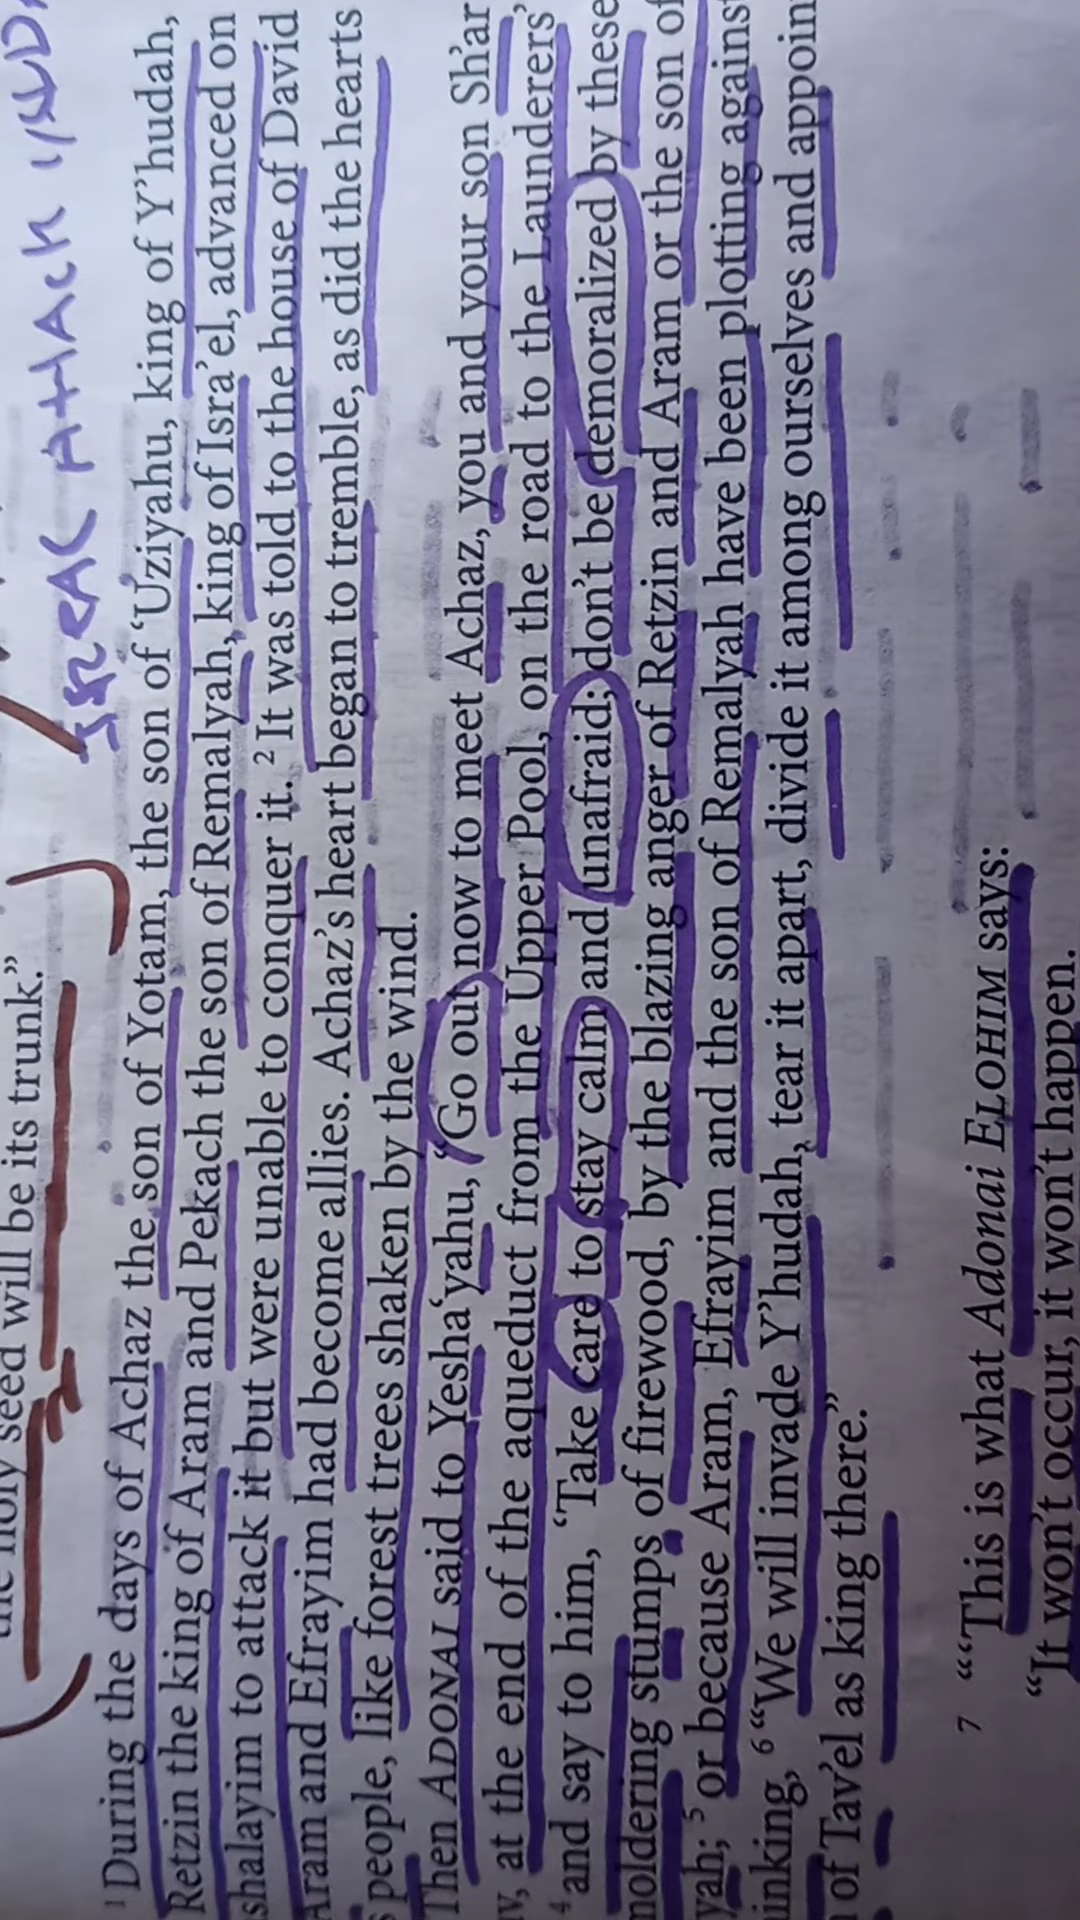 seed will be its trunk.”
ISREAL AttACK
¹During the days of Achaz the son of Yotam, the son of ‘Uziyahu, king of Y’hudah,
Retzin the king of Aram and Pekach the son of Remalyah, king of Isra’el, advanced on
shalayim to attack it but were unable to conquer it. ²It was told to the house of David
Aram and Efrayim had become allies. Achaz’s heart began to tremble, as did the hearts
s people, like forest trees shaken by the wind.
Then ADONAI said to Yesha‘yahu, “Go out now to meet Achaz, you and your son Sh’ar
v, at the end of the aqueduct from the Upper Pool, on the road to the Launderers’
⁴and say to him, ‘Take care to stay calm and unafraid; don’t be demoralized by these
moldering stumps of firewood, by the blazing anger of Retzin and Aram or the son of
yah; ⁵or because Aram, Efrayim and the son of Remalyah have been plotting against
inking, ⁶“We will invade Y’hudah, tear it apart, divide it among ourselves and appoin
n of Tav’el as king there.”
7 “‘“This is what Adonai ELOHIM says:
“It won’t occur, it won’t happen.